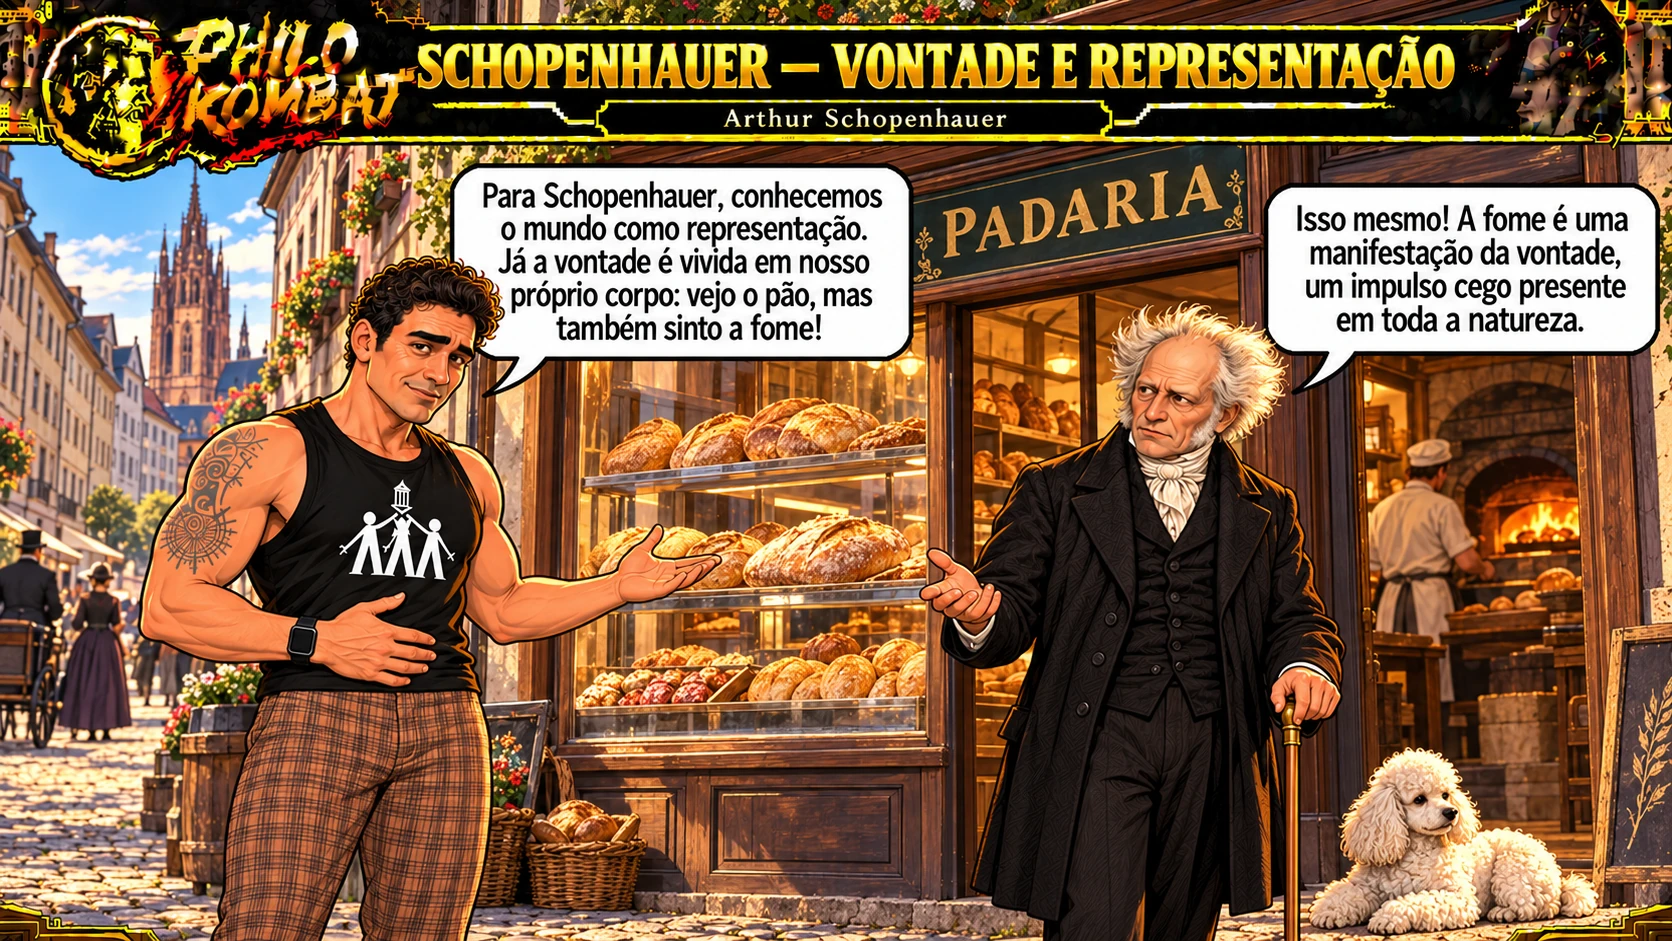 PHILO
KOMBAT
SCHOPENHAUER — VONTADE E REPRESENTAÇÃO
Arthur Schopenhauer
Para Schopenhauer, conhecemos
o mundo como representação.
Já a vontade é vivida em nosso
próprio corpo: vejo o pão, mas
também sinto a fome!
PADARIA
Isso mesmo! A fome é uma
manifestação da vontade,
um impulso cego presente
em toda a natureza.